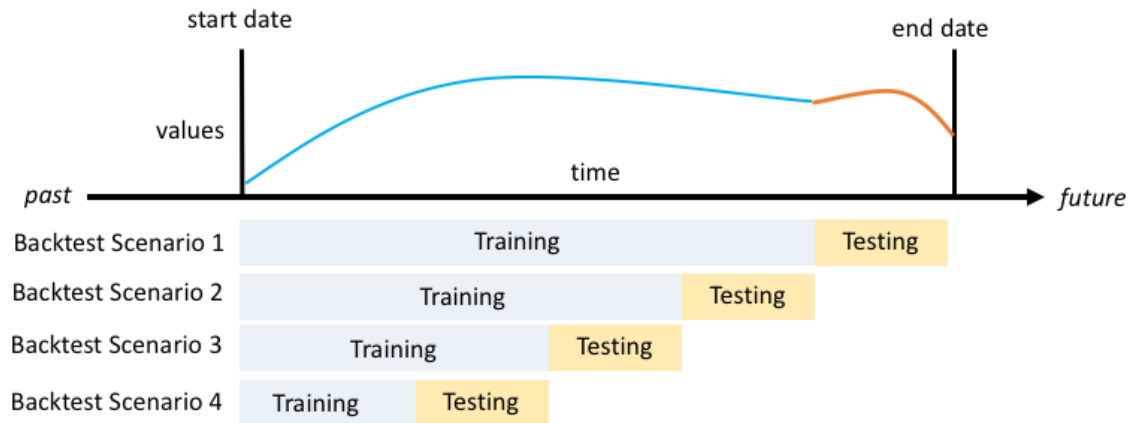 start date
end date
values
time
past
future
Backtest Scenario 1 Training Testing
Backtest Scenario 2 Training Testing
Backtest Scenario 3 Training Testing
Backtest Scenario 4 Training Testing